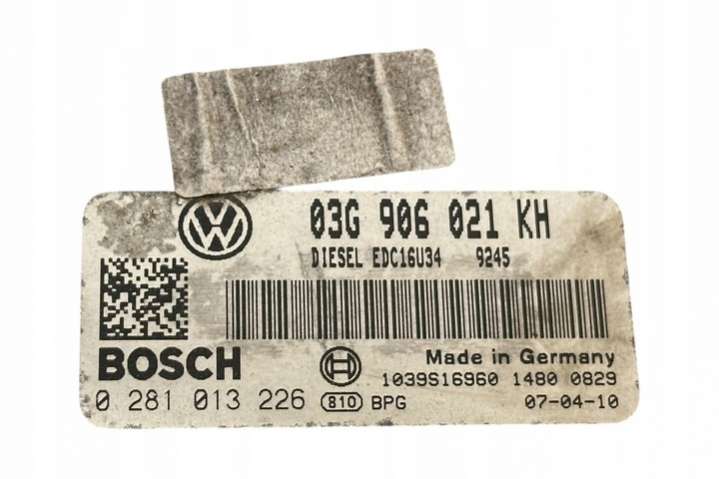 VW
03G 906 021 KH
DIESEL EDC16U34 9245
BOSCH
Made in Germany
1039S16960 1480 0829
0 281 013 226 810 BPG 07-04-10